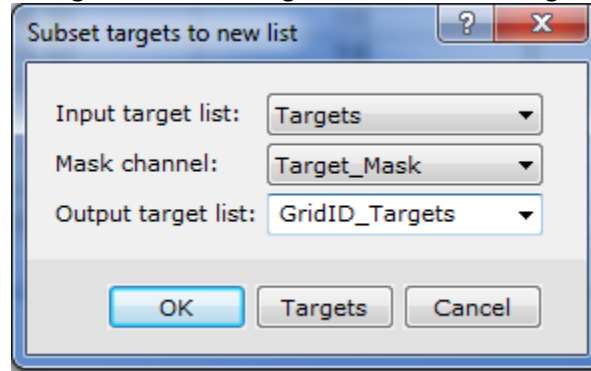 Subset targets to new list ? X
Input target list: Targets
Mask channel: Target_Mask
Output target list: GridID_Targets
OK Targets Cancel